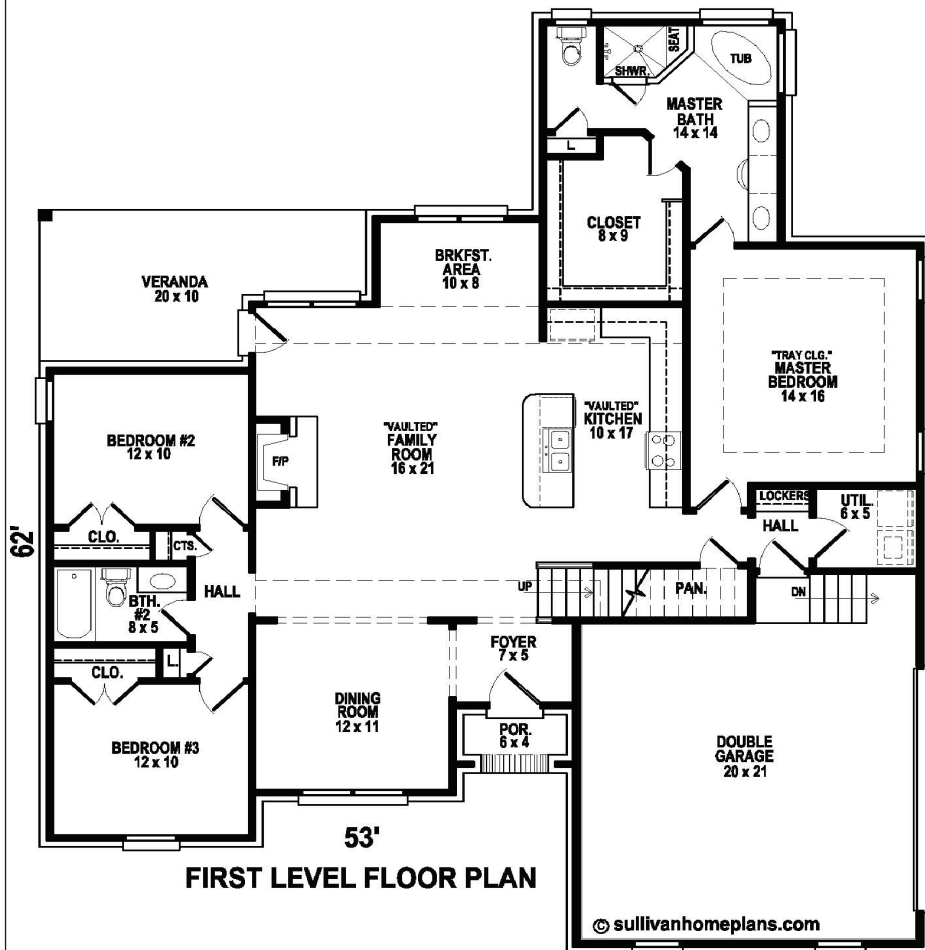 SEAT
TUB
SHWR.
MASTER
BATH
14 x 14
L
CLOSET
8 x 9
BRKFST.
AREA
10 x 8
VERANDA
20 x 10
"TRAY CLG."
MASTER
BEDROOM
14 x 16
"VAULTED"
KITCHEN
10 x 17
"VAULTED"
FAMILY
ROOM
16 x 21
BEDROOM #2
12 x 10
F/P
LOCKERS
UTIL.
6 x 5
HALL
62'
CLO.
CTS.
HALL
BTH.
#2
8 x 5
UP
PAN.
DN
FOYER
7 x 5
L.
CLO.
DINING
ROOM
12 x 11
POR.
6 x 4
BEDROOM #3
12 x 10
DOUBLE
GARAGE
20 x 21
53'
FIRST LEVEL FLOOR PLAN
© sullivanhomeplans.com